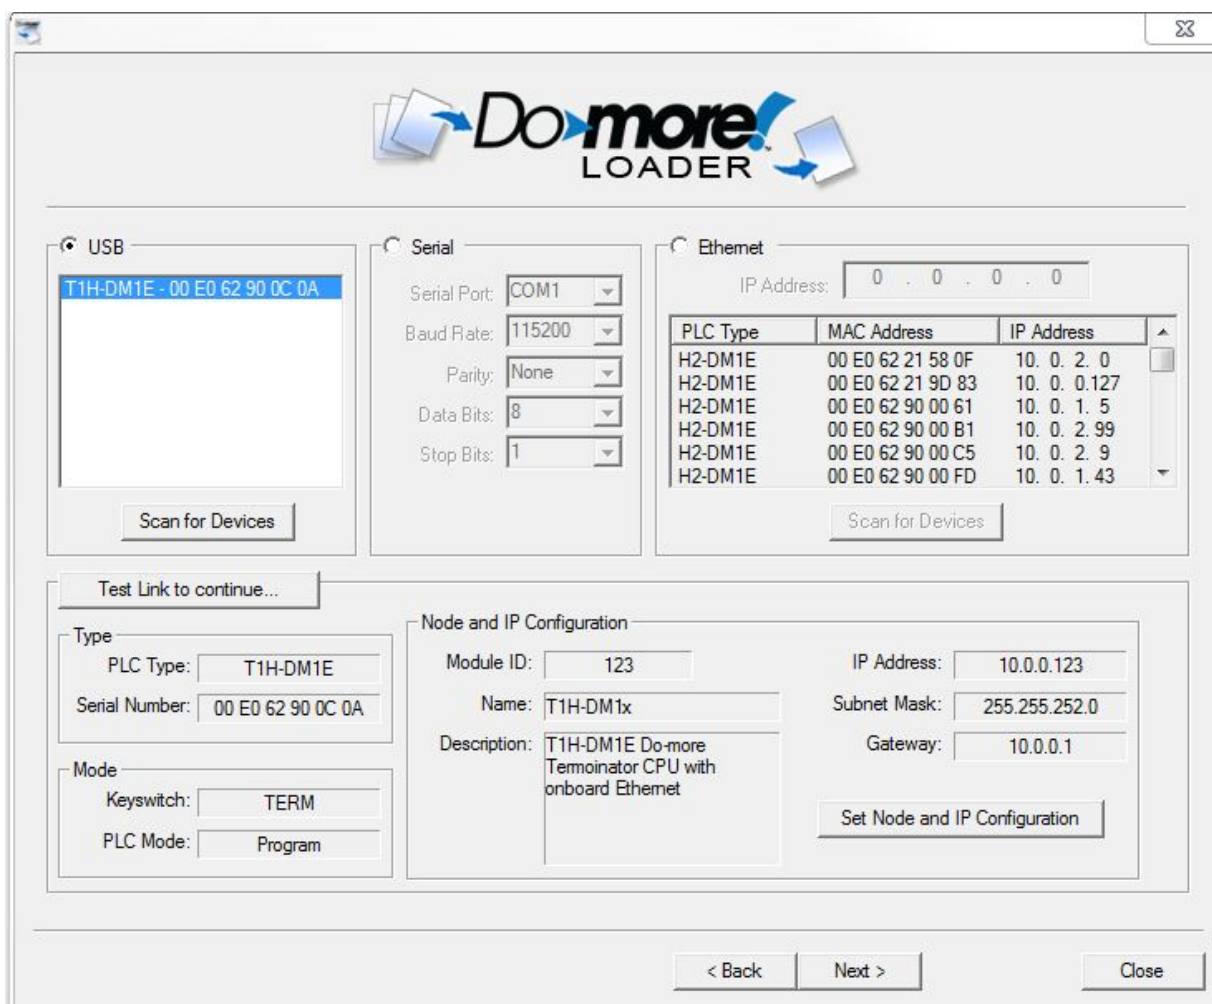 Do-more!™
LOADER
USB
T1H-DM1E - 00 E0 62 90 0C 0A
Scan for Devices
Serial
Serial Port: COM1
Baud Rate: 115200
Parity: None
Data Bits: 8
Stop Bits: 1
Ethernet
IP Address: 0 . 0 . 0 . 0
PLC Type MAC Address IP Address
H2-DM1E 00 E0 62 21 58 0F 10. 0. 2. 0
H2-DM1E 00 E0 62 21 9D 83 10. 0. 0.127
H2-DM1E 00 E0 62 90 00 61 10. 0. 1. 5
H2-DM1E 00 E0 62 90 00 B1 10. 0. 2. 99
H2-DM1E 00 E0 62 90 00 C5 10. 0. 2. 9
H2-DM1E 00 E0 62 90 00 FD 10. 0. 1. 43
Scan for Devices
Test Link to continue...
Type
PLC Type: T1H-DM1E
Serial Number: 00 E0 62 90 0C 0A
Mode
Keyswitch: TERM
PLC Mode: Program
Node and IP Configuration
Module ID: 123
Name: T1H-DM1x
Description: T1H-DM1E Do-more
Termoinator CPU with
onboard Ethernet
IP Address: 10.0.0.123
Subnet Mask: 255.255.252.0
Gateway: 10.0.0.1
Set Node and IP Configuration
< Back
Next >
Close